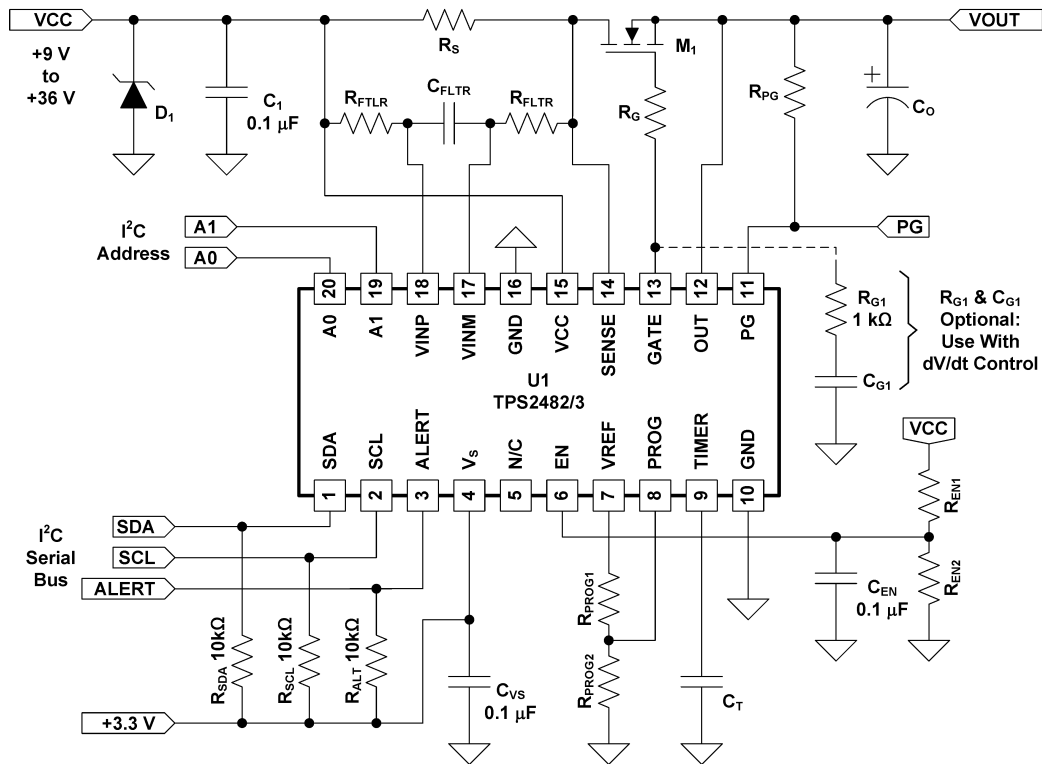 VCC
+9 V
to
+36 V
D1
C1
0.1 µF
RS
RFTLR
CFLTR
RFLTR
M1
RG
RPG
CO
VOUT
I²C
Address
A1
A0
PG
20
19
18
17
16
15
14
13
12
11
A0
A1
VINP
VINM
GND
VCC
SENSE
GATE
OUT
PG
RG1
1 kΩ
CG1
RG1 & CG1
Optional:
Use With
dV/dt Control
U1
TPS2482/3
SDA
SCL
ALERT
VS
N/C
EN
VREF
PROG
TIMER
GND
1
2
3
4
5
6
7
8
9
10
VCC
REN1
REN2
CEN
0.1 µF
I²C
Serial
Bus
SDA
SCL
ALERT
RSDA 10kΩ
RSCL 10kΩ
RALT 10kΩ
+3.3 V
CVS
0.1 µF
RPROG1
RPROG2
CT